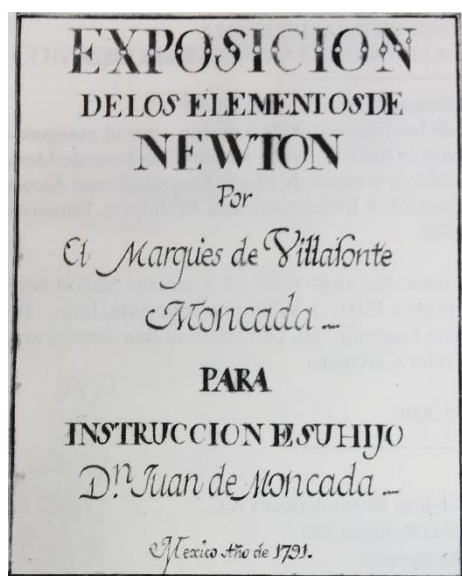 EXPOSICION
DE LOS ELEMENTOS DE
NEWTON
Por
El Marques de Villafonte
Moncada
PARA
INSTRUCCION DE SU HIJO
Dn. Juan de Moncada
Mexico Año de 1791.